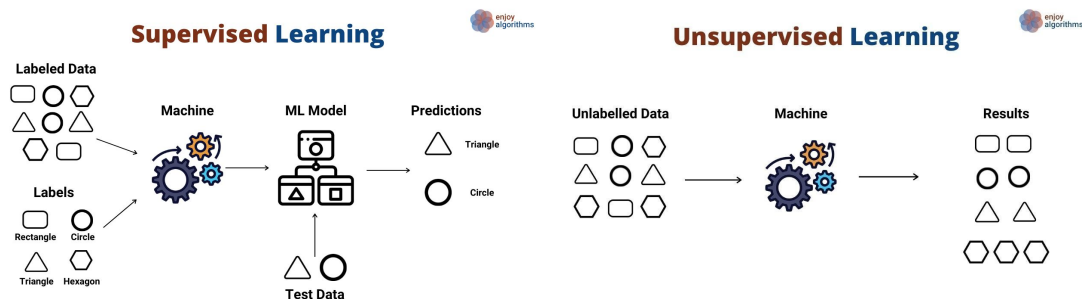 Supervised Learning
enjoy
algorithms
Labeled Data
Machine
ML Model
Predictions
Triangle
Circle
Labels
Rectangle
Circle
Triangle
Hexagon
Test Data
Unsupervised Learning
enjoy
algorithms
Unlabelled Data
Machine
Results